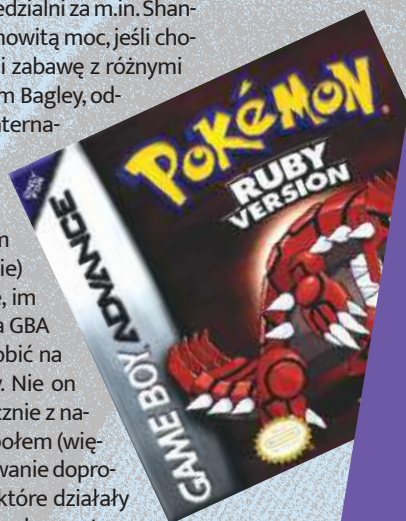 edzialni za m.in. Shan-
nowitą moc, jeśli cho-
i zabawę z różnymi
m Bagley, od-
nterna-
m
ie)
e, im
a GBA
obić na
y. Nie on
cznie z na-
połem (wię-
wanie dopro-
które działały
POKéMON
RUBY
VERSION
GAME BOY ADVANCE